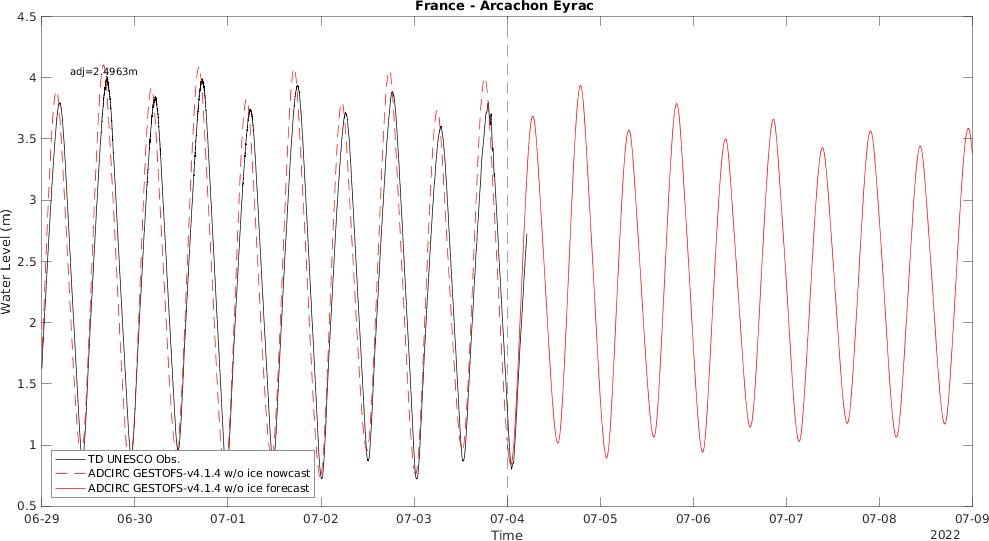 France - Arcachon Eyrac
4.5
4
3.5
3
2.5
2
1.5
1
0.5
Water Level (m)
adj=2.4963m
TD UNESCO Obs.
ADCIRC GESTOFS-v4.1.4 w/o ice nowcast
ADCIRC GESTOFS-v4.1.4 w/o ice forecast
06-29 06-30 07-01 07-02 07-03 07-04 07-05 07-06 07-07 07-08 07-09
Time
2022